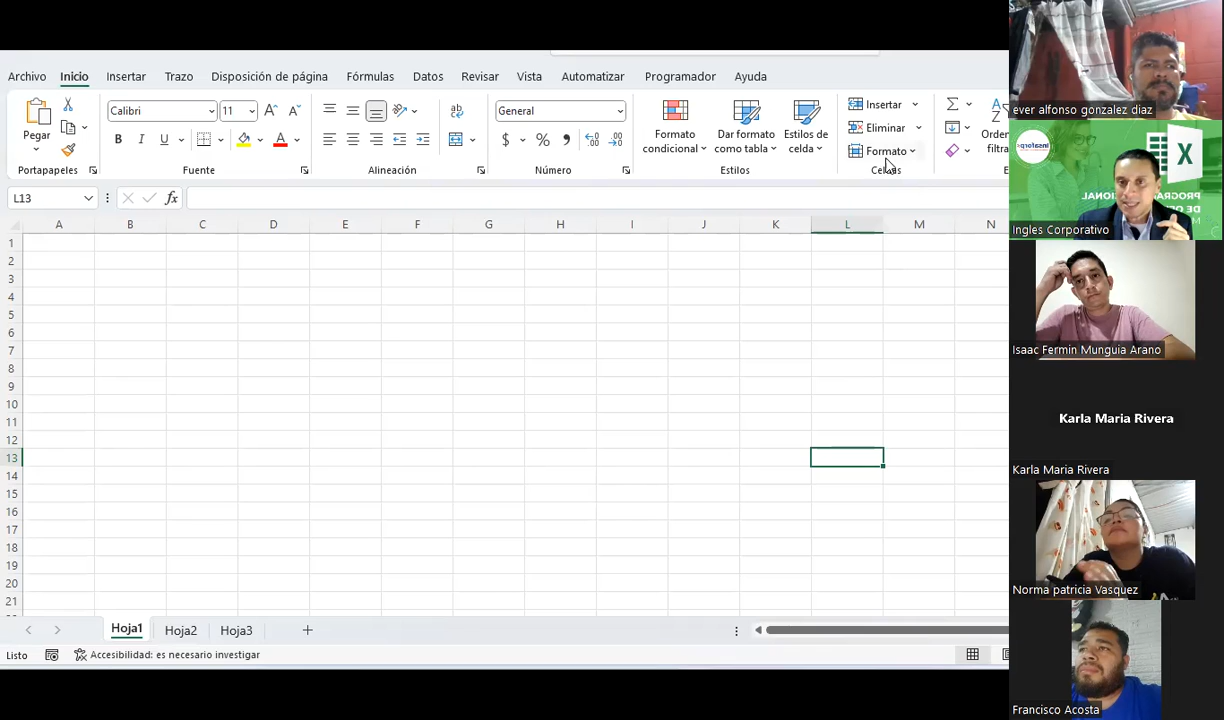 Archivo Inicio Insertar Trazo Disposición de página Fórmulas Datos Revisar Vista Automatizar Programador Ayuda
Pegar
Calibri 11
General
Formato condicional
Dar formato como tabla
Estilos de celda
Insertar
Eliminar
Formato
Portapapeles Fuente Alineación Número Estilos Celdas
L13
fx
A B C D E F G H I J K L M N
1
2
3
4
5
6
7
8
9
10
11
12
13
14
15
16
17
18
19
20
21
Hoja1 Hoja2 Hoja3
Listo Accesibilidad: es necesario investigar
ever alfonso gonzalez diaz
Ingles Corporativo
Isaac Fermin Munguia Arano
Karla Maria Rivera
Karla Maria Rivera
Norma patricia Vasquez
Francisco Acosta